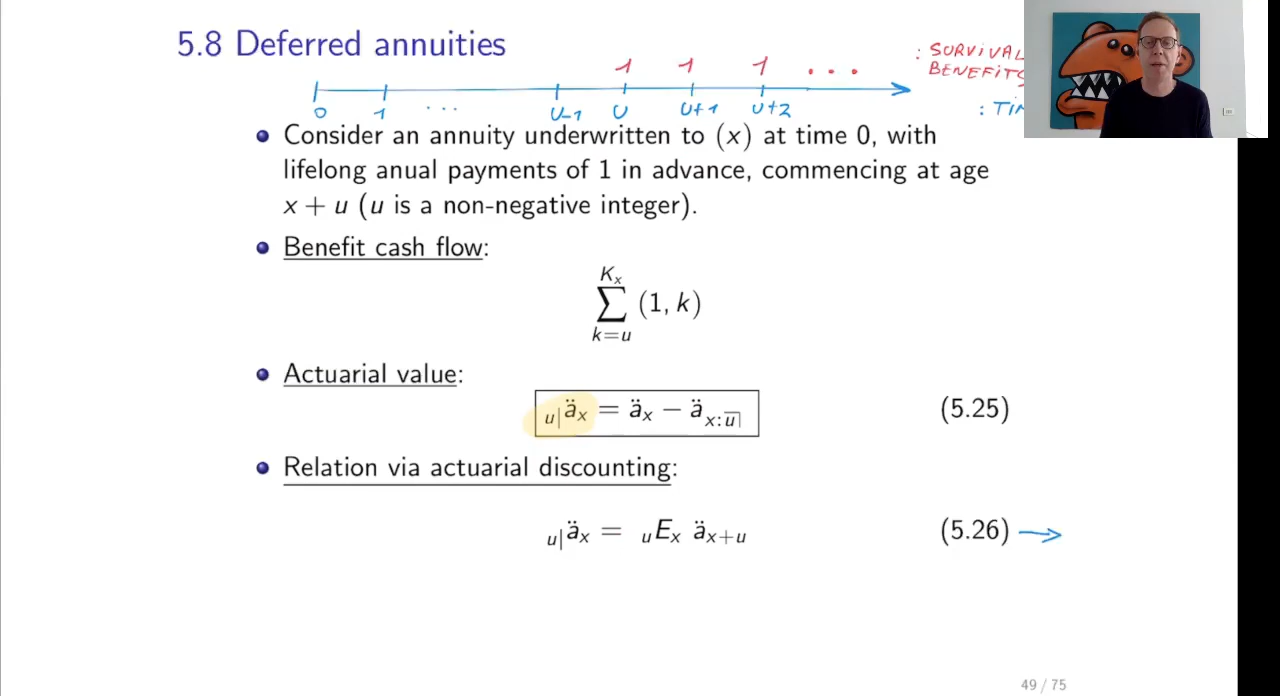 5.8 Deferred annuities
1 1 1 ...
: SURVIVAL
BENEFITS
0 1 ... u-1 u u+1 u+2
Consider an annuity underwritten to (x) at time 0, with
lifelong anual payments of 1 in advance, commencing at age
x + u (u is a non-negative integer).
Benefit cash flow:
K_x
∑ (1, k)
k=u
Actuarial value:
_{u|}ä_x = ä_x − ä_{x:u̅|} (5.25)
Relation via actuarial discounting:
_{u|}ä_x = _uE_x ä_{x+u} (5.26)
49 / 75